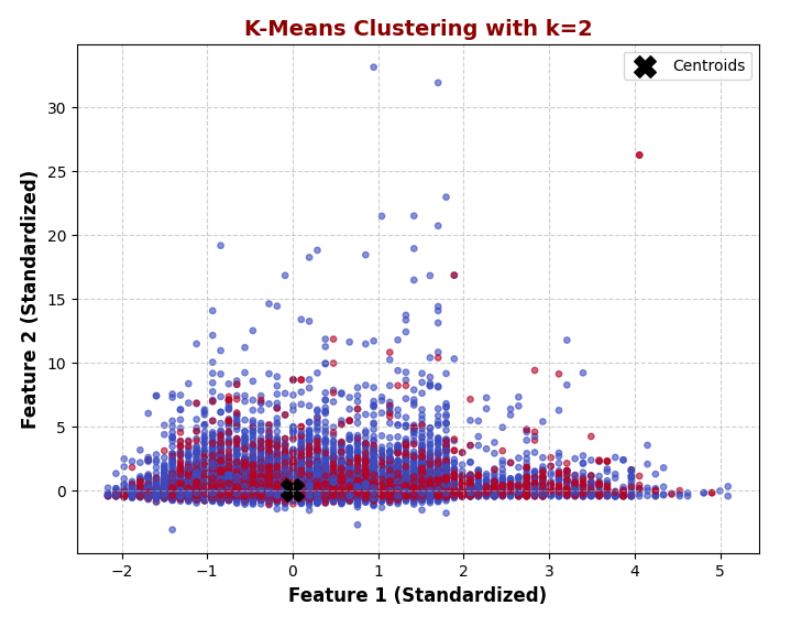 K-Means Clustering with k=2
Centroids
Feature 2 (Standardized)
30
25
20
15
10
5
0
−2 −1 0 1 2 3 4 5
Feature 1 (Standardized)